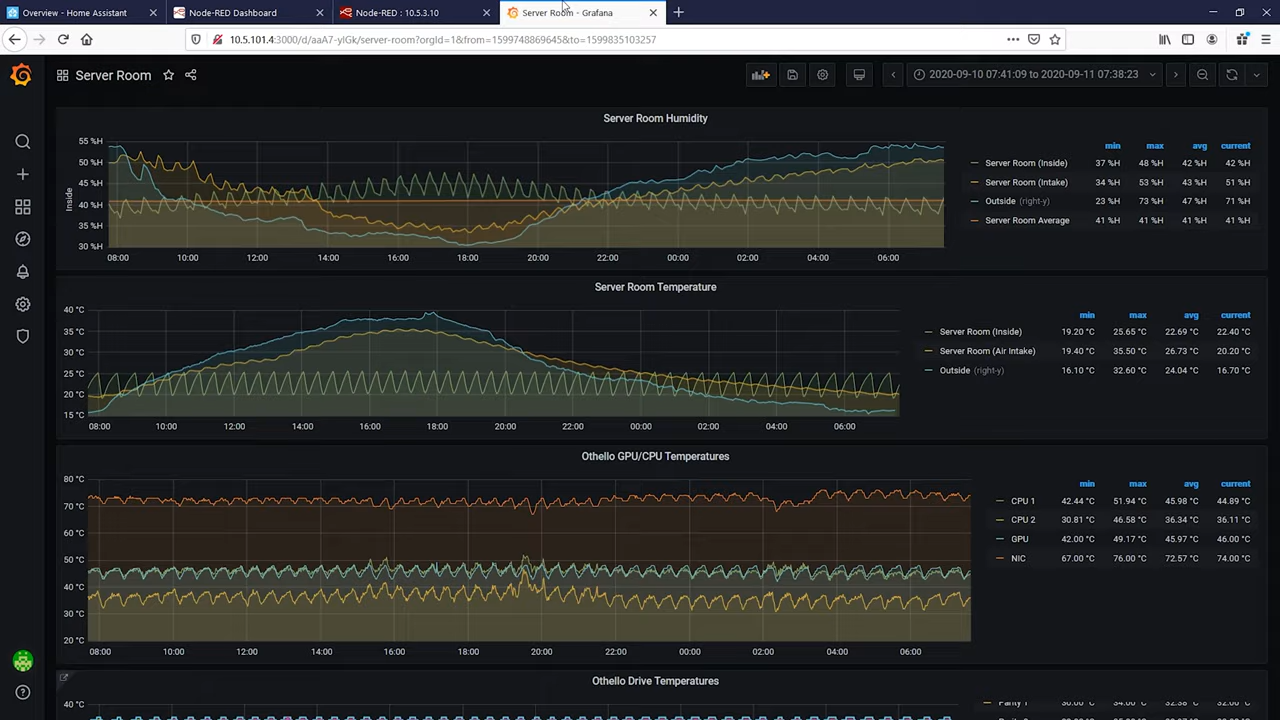 Overview - Home Assistant
Node-RED Dashboard
Node-RED : 10.5.3.10
Server Room - Grafana
10.5.101.4:3000/d/aaA7-ylGk/server-room?orgId=1&from=1599748869645&to=1599835103257
Server Room
2020-09-10 07:41:09 to 2020-09-11 07:38:23
Server Room Humidity
Inside
55 %H
50 %H
45 %H
40 %H
35 %H
30 %H
08:00 10:00 12:00 14:00 16:00 18:00 20:00 22:00 00:00 02:00 04:00 06:00
min max avg current
Server Room (Inside) 37 %H 48 %H 42 %H 42 %H
Server Room (Intake) 34 %H 53 %H 43 %H 51 %H
Outside (right-y) 23 %H 73 %H 47 %H 71 %H
Server Room Average 41 %H 41 %H 41 %H 41 %H
Server Room Temperature
40 °C
35 °C
30 °C
25 °C
20 °C
15 °C
08:00 10:00 12:00 14:00 16:00 18:00 20:00 22:00 00:00 02:00 04:00 06:00
min max avg current
Server Room (Inside) 19.20 °C 25.65 °C 22.69 °C 22.40 °C
Server Room (Air Intake) 19.40 °C 35.50 °C 26.73 °C 20.20 °C
Outside (right-y) 16.10 °C 32.60 °C 24.04 °C 16.70 °C
Othello GPU/CPU Temperatures
80 °C
70 °C
60 °C
50 °C
40 °C
30 °C
20 °C
08:00 10:00 12:00 14:00 16:00 18:00 20:00 22:00 00:00 02:00 04:00 06:00
min max avg current
CPU 1 42.44 °C 51.94 °C 45.98 °C 44.89 °C
CPU 2 30.81 °C 46.58 °C 36.34 °C 36.11 °C
GPU 42.00 °C 49.17 °C 45.97 °C 46.00 °C
NIC 67.00 °C 76.00 °C 72.57 °C 74.00 °C
Othello Drive Temperatures
40 °C
Parity 1